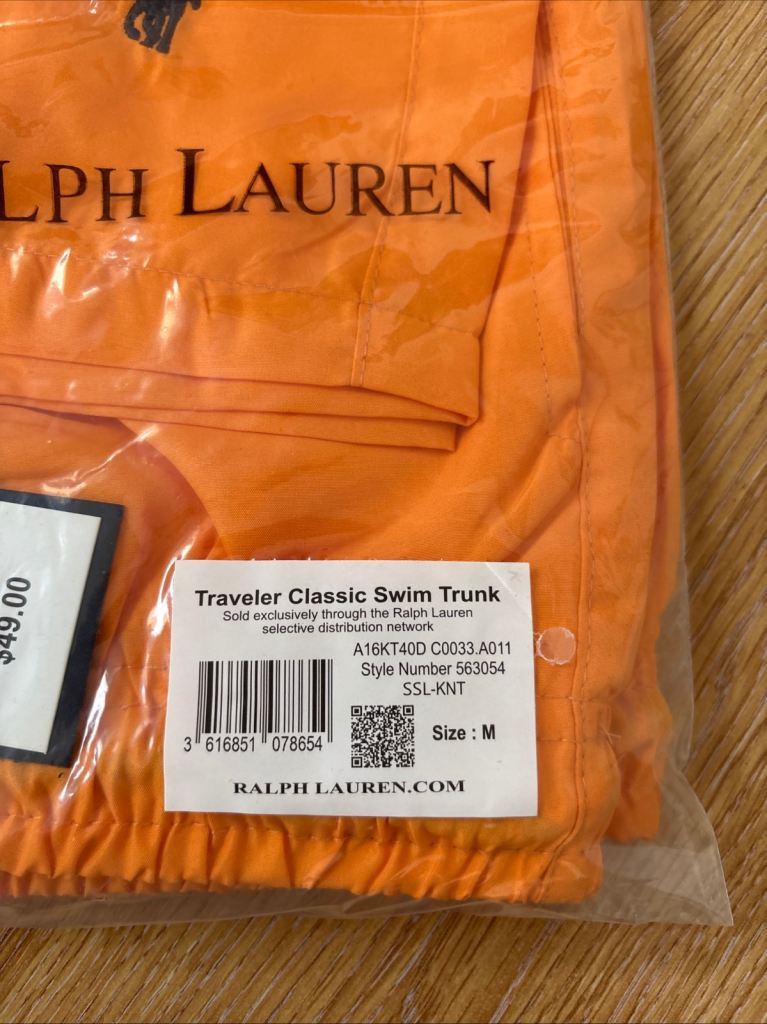 LPH LAUREN
$49.00
Traveler Classic Swim Trunk
Sold exclusively through the Ralph Lauren
selective distribution network
A16KT40D C0033.A011
Style Number 563054
SSL-KNT
Size : M
3 616851 078654
RALPH LAUREN.COM